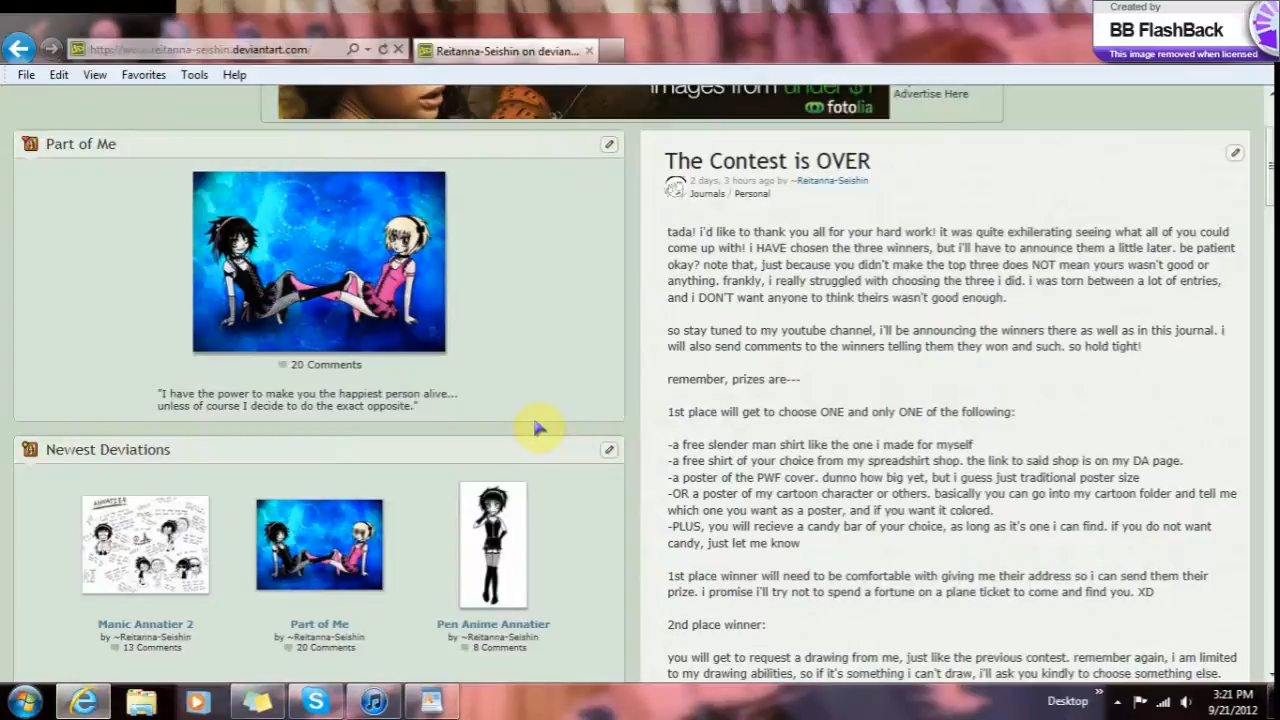 Created by
BB FlashBack
This image removed when licensed
http://www.reitanna-seishin.deviantart.com/
Reitanna-Seishin on devian...
File Edit View Favorites Tools Help
images from under $1
fotolia
Advertise Here
Part of Me
20 Comments
"I have the power to make you the happiest person alive...
unless of course I decide to do the exact opposite."
Newest Deviations
ANNATIER
Manic Annatier 2
by ~Reitanna-Seishin
13 Comments
Part of Me
by ~Reitanna-Seishin
20 Comments
Pen Anime Annatier
by ~Reitanna-Seishin
8 Comments
The Contest is OVER
2 days, 3 hours ago by ~Reitanna-Seishin
Journals / Personal
tada! i'd like to thank you all for your hard work! it was quite exhilerating seeing what all of you could
come up with! i HAVE chosen the three winners, but i'll have to announce them a little later. be patient
okay? note that, just because you didn't make the top three does NOT mean yours wasn't good or
anything. frankly, i really struggled with choosing the three i did. i was torn between a lot of entries,
and i DON'T want anyone to think theirs wasn't good enough.
so stay tuned to my youtube channel, i'll be announcing the winners there as well as in this journal. i
will also send comments to the winners telling them they won and such. so hold tight!
remember, prizes are---
1st place will get to choose ONE and only ONE of the following:
-a free slender man shirt like the one i made for myself
-a free shirt of your choice from my spreadshirt shop. the link to said shop is on my DA page.
-a poster of the PWF cover. dunno how big yet, but i guess just traditional poster size
-OR a poster of my cartoon character or others. basically you can go into my cartoon folder and tell me
which one you want as a poster, and if you want it colored.
-PLUS, you will recieve a candy bar of your choice, as long as it's one i can find. if you do not want
candy, just let me know
1st place winner will need to be comfortable with giving me their address so i can send them their
prize. i promise i'll try not to spend a fortune on a plane ticket to come and find you. XD
2nd place winner:
you will get to request a drawing from me, just like the previous contest. remember again, i am limited
to my drawing abilities, so if it's something i can't draw, i'll ask you kindly to choose something else.
Desktop
3:21 PM
9/21/2012